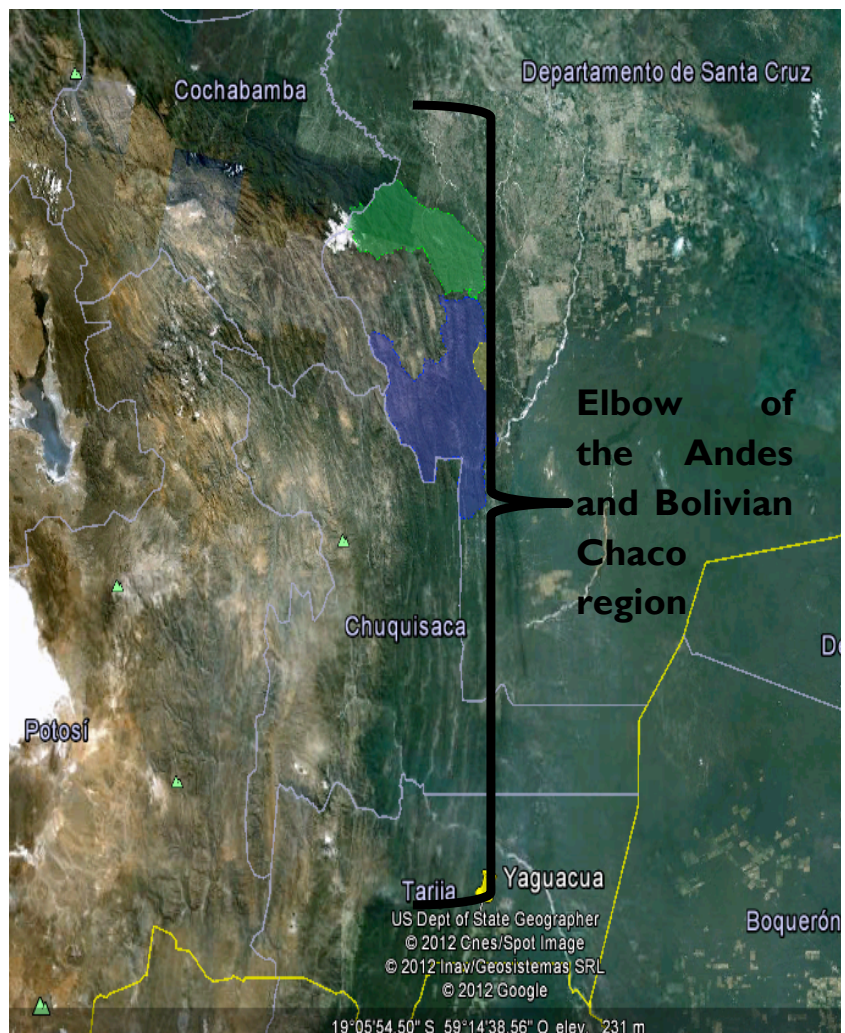 Departamento de Santa Cruz
Cochabamba
Elbow of
the Andes
and Bolivian
Chaco
region
Chuquisaca
Potosí
Tarija
Yaguacua
Boquerón
US Dept of State Geographer
© 2012 Cnes/Spot Image
© 2012 Inav/Geosistemas SRL
© 2012 Google
19°05'54.50" S 59°14'38.56" O elev. 231 m